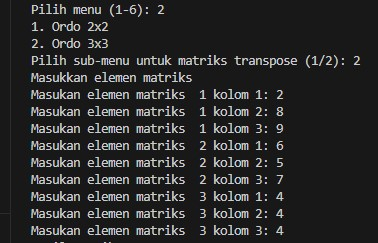 Pilih menu (1-6): 2
1. Ordo 2x2
2. Ordo 3x3
Pilih sub-menu untuk matriks transpose (1/2): 2
Masukkan elemen matriks
Masukan elemen matriks  1 kolom 1: 2
Masukan elemen matriks  1 kolom 2: 8
Masukan elemen matriks  1 kolom 3: 9
Masukan elemen matriks  2 kolom 1: 6
Masukan elemen matriks  2 kolom 2: 5
Masukan elemen matriks  2 kolom 3: 7
Masukan elemen matriks  3 kolom 1: 4
Masukan elemen matriks  3 kolom 2: 4
Masukan elemen matriks  3 kolom 3: 4